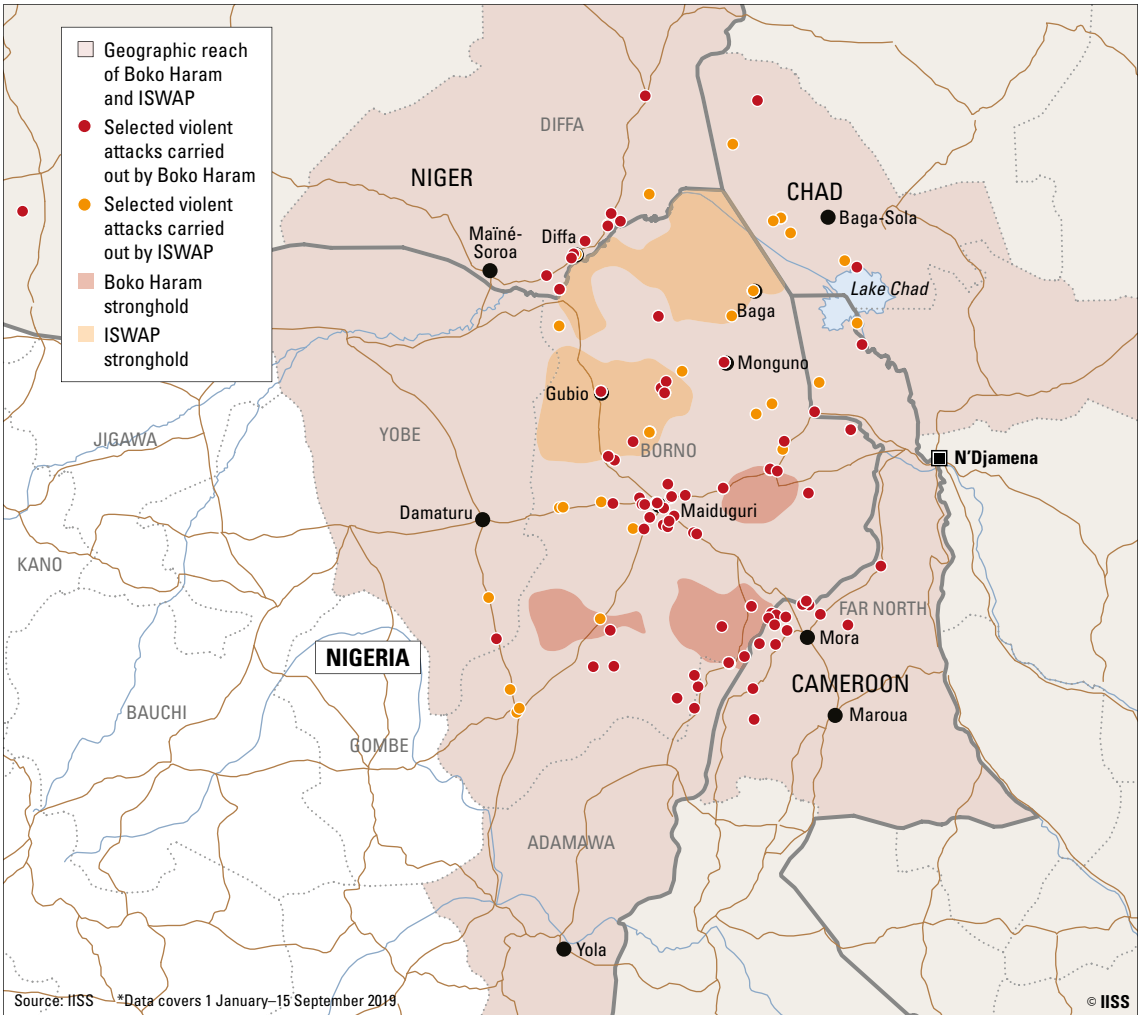 Geographic reach
of Boko Haram
and ISWAP
Selected violent
attacks carried
out by Boko Haram
Selected violent
attacks carried
out by ISWAP
Boko Haram
stronghold
ISWAP
stronghold
DIFFA
NIGER
CHAD
Baga-Sola
Maïné-
Soroa
Diffa
Lake Chad
Baga
Monguno
Gubio
JIGAWA
YOBE
BORNO
N'Djamena
Damaturu
Maiduguri
KANO
FAR NORTH
Mora
NIGERIA
CAMEROON
BAUCHI
Maroua
GOMBE
ADAMAWA
Yola
Source: IISS *Data covers 1 January–15 September 2019
© IISS